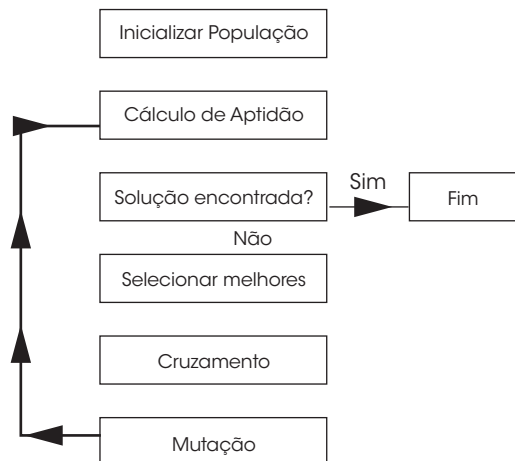 Inicializar População
Cálculo de Aptidão
Solução encontrada?
Sim
Fim
Não
Selecionar melhores
Cruzamento
Mutação